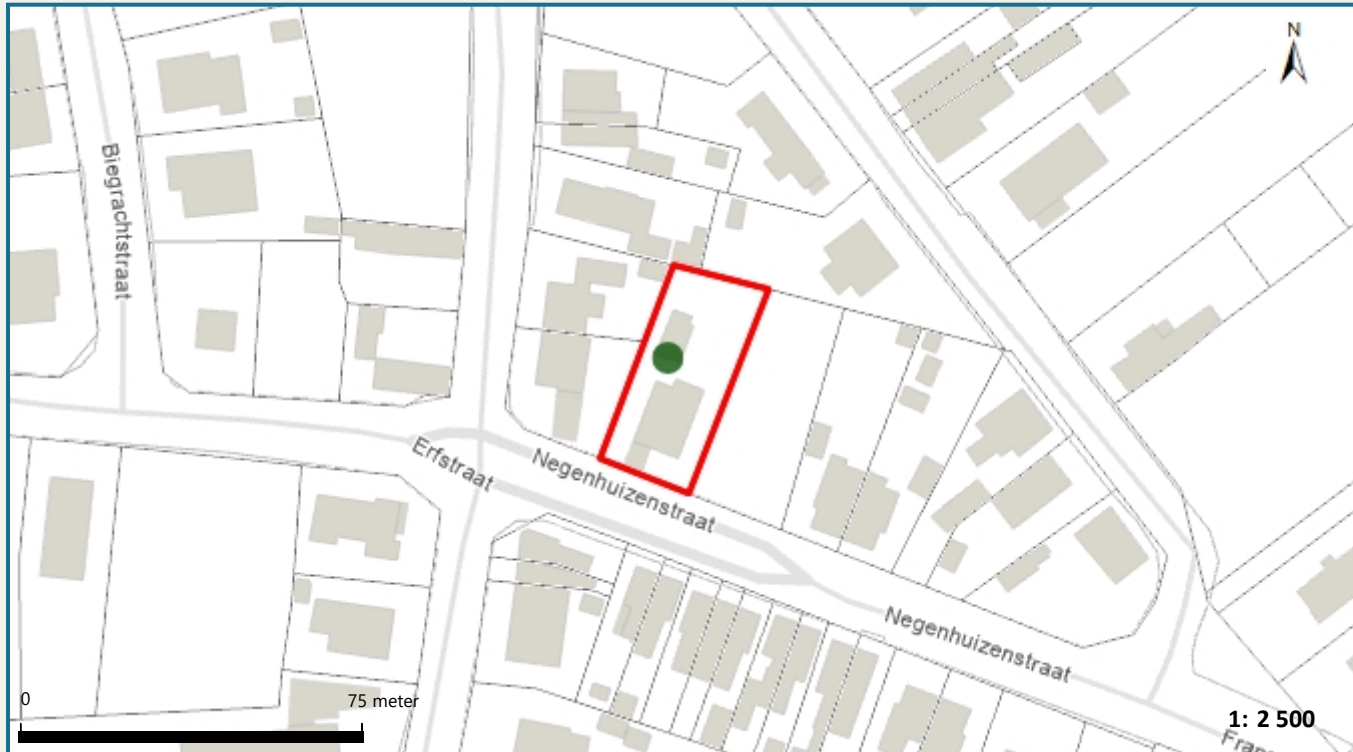 N
Biegrachtstraat
Erfstraat
Negenhuizenstraat
Negenhuizenstraat
0
75 meter
1: 2 500